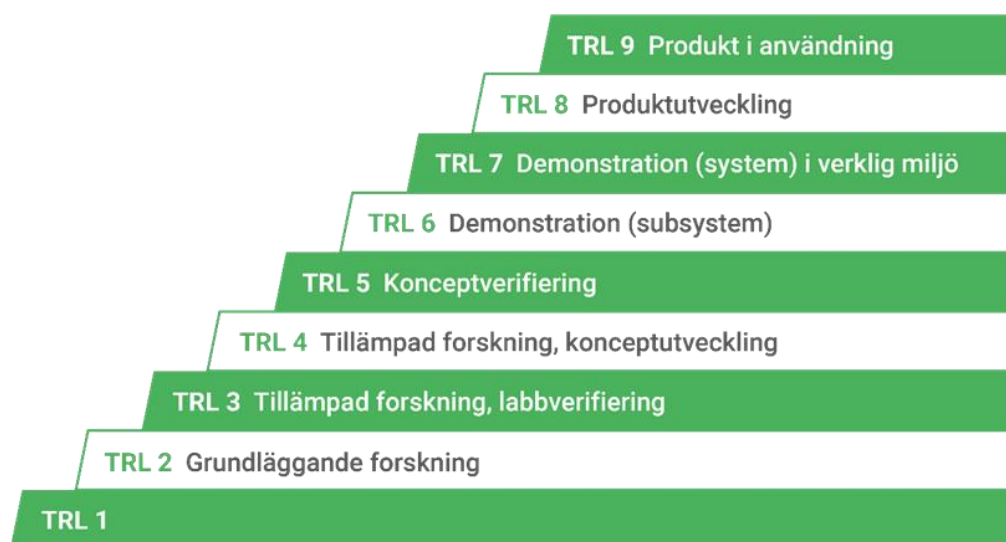 TRL 9 Produkt i användning
TRL 8 Produktutveckling
TRL 7 Demonstration (system) i verklig miljö
TRL 6 Demonstration (subsystem)
TRL 5 Konceptverifiering
TRL 4 Tillämpad forskning, konceptutveckling
TRL 3 Tillämpad forskning, labbverifiering
TRL 2 Grundläggande forskning
TRL 1